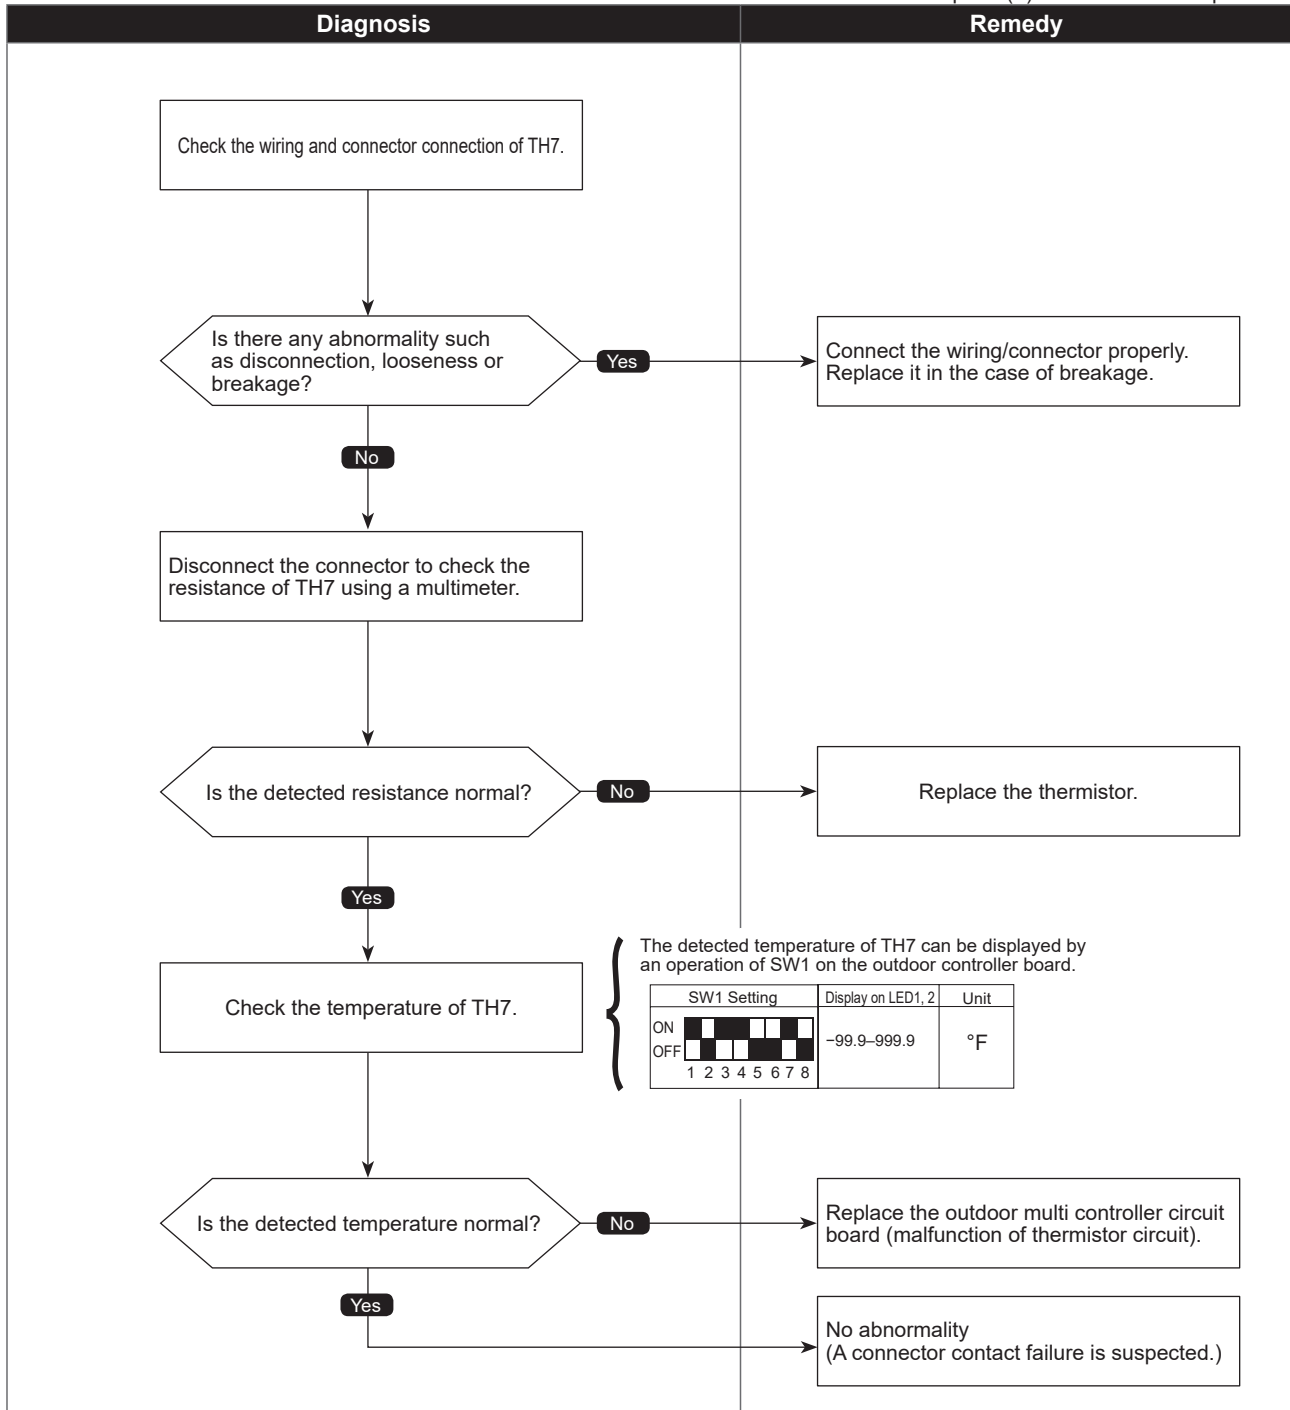 Diagnosis
Remedy
Check the wiring and connector connection of TH7.
Is there any abnormality such
as disconnection, looseness or
breakage?
Yes
Connect the wiring/connector properly.
Replace it in the case of breakage.
No
Disconnect the connector to check the
resistance of TH7 using a multimeter.
Is the detected resistance normal?
No
Replace the thermistor.
Yes
Check the temperature of TH7.
The detected temperature of TH7 can be displayed by
an operation of SW1 on the outdoor controller board.
SW1 Setting
Display on LED1, 2
Unit
ON
OFF
1 2 3 4 5 6 7 8
−99.9–999.9
°F
Is the detected temperature normal?
No
Replace the outdoor multi controller circuit
board (malfunction of thermistor circuit).
Yes
No abnormality
(A connector contact failure is suspected.)